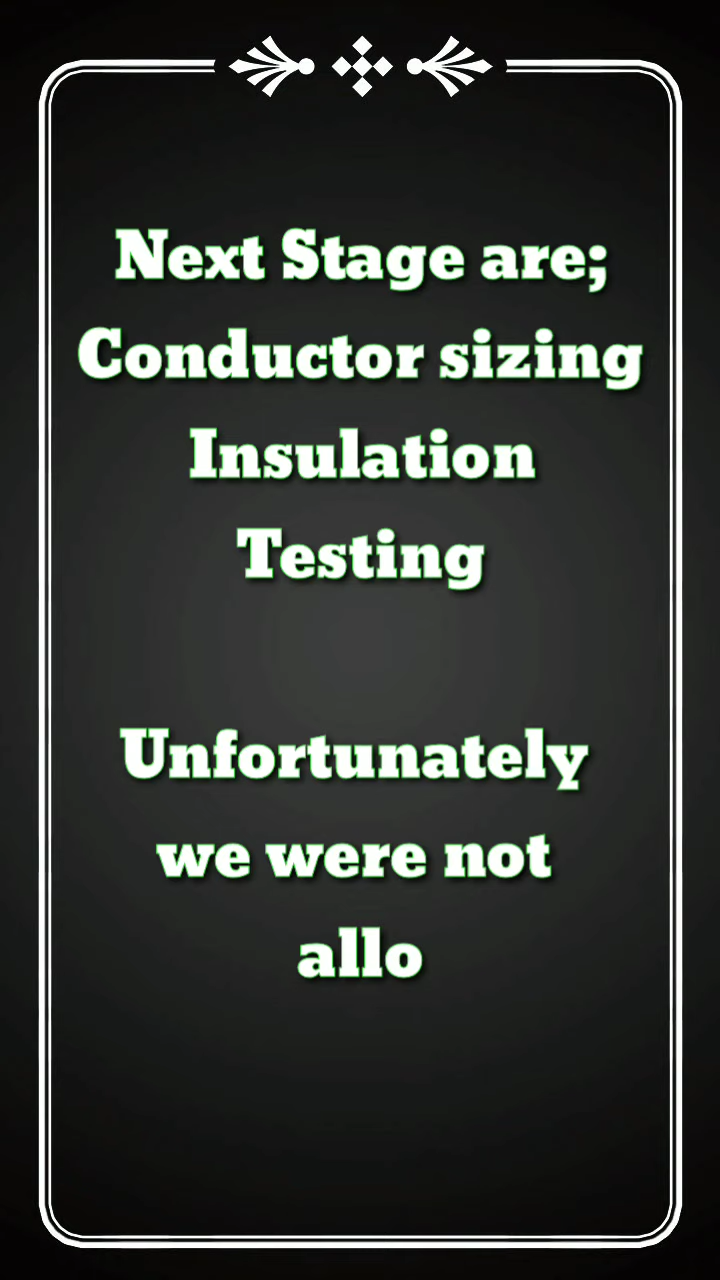 Next Stage are;
Conductor sizing
Insulation
Testing
Unfortunately
we were not
allo